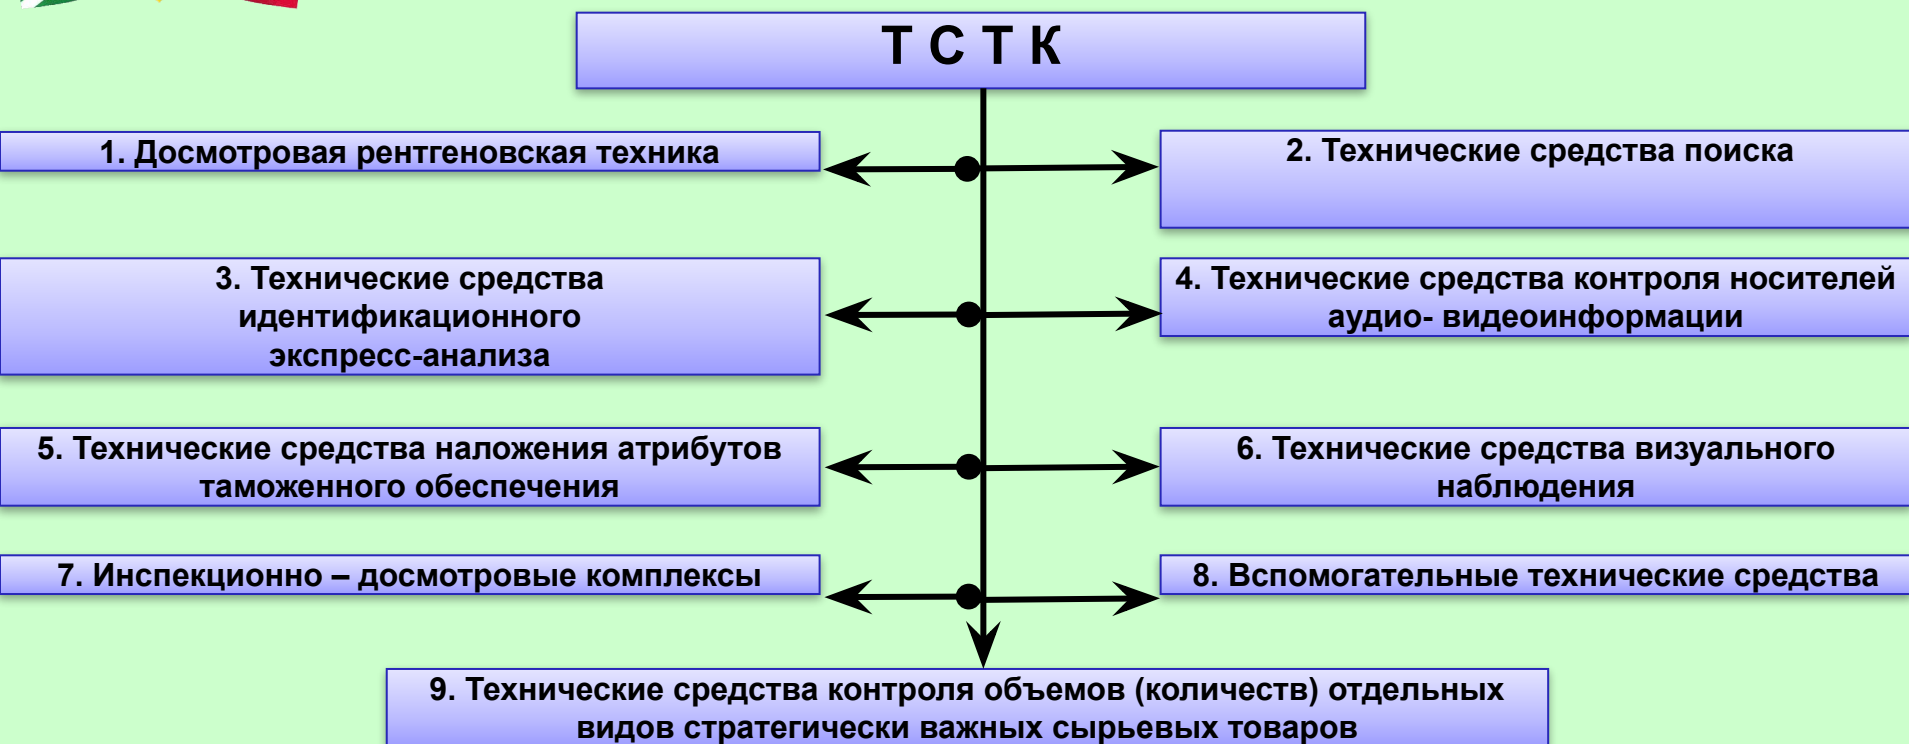 Т С Т К
1. Досмотровая рентгеновская техника
2. Технические средства поиска
3. Технические средства
идентификационного
экспресс-анализа
4. Технические средства контроля носителей
аудио- видеоинформации
5. Технические средства наложения атрибутов
таможенного обеспечения
6. Технические средства визуального
наблюдения
7. Инспекционно – досмотровые комплексы
8. Вспомогательные технические средства
9. Технические средства контроля объемов (количеств) отдельных
видов стратегически важных сырьевых товаров